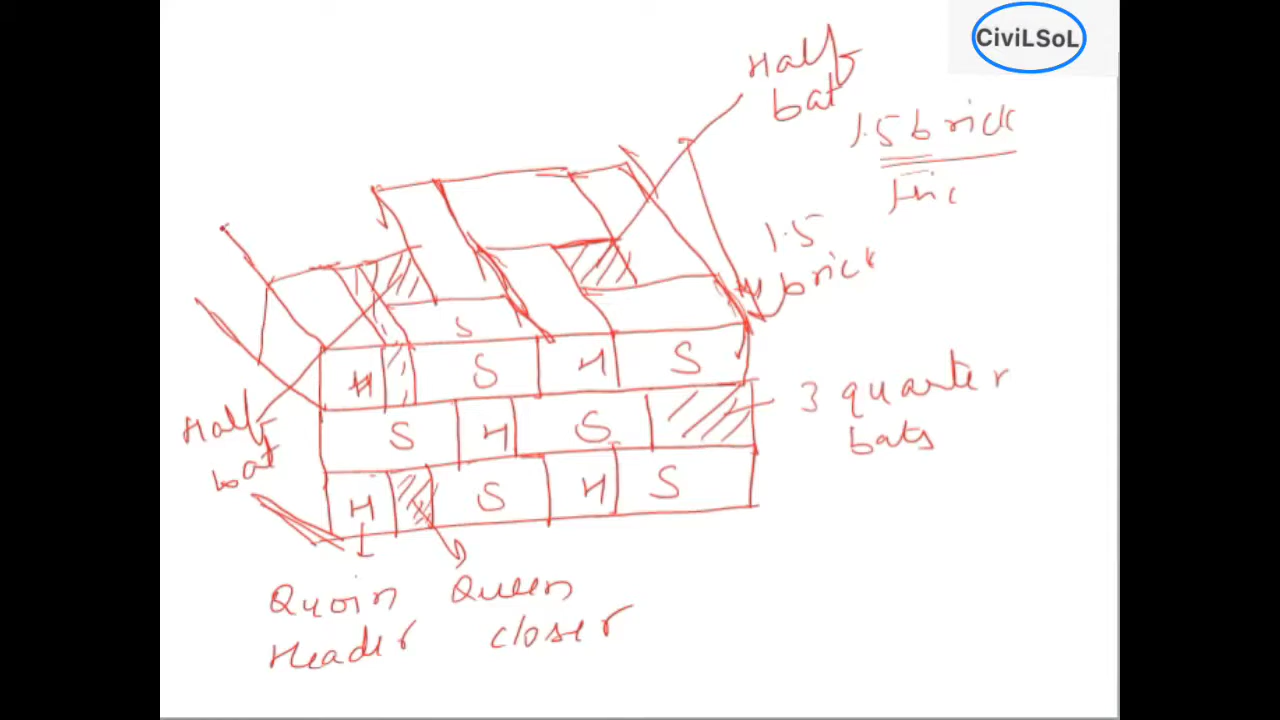 CiviLSoL
Half
bat
1.5 brick
1.5
brick
S
H
S
H
S
3 quarter
bats
Half
bat
S
H
S
H
S
H
S
Quoin Queen
Header closer